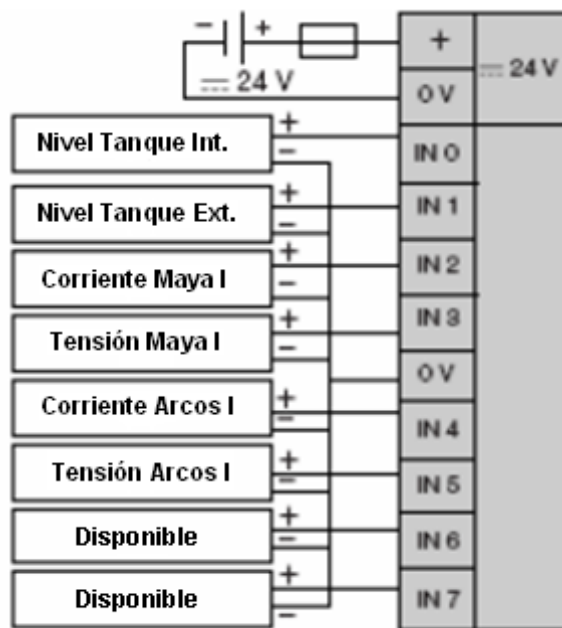 − + +
⎓ 24 V
⎓ 24 V
0 V
Nivel Tanque Int. + − IN 0
Nivel Tanque Ext. + − IN 1
Corriente Maya I + − IN 2
Tensión Maya I + − IN 3
0 V
Corriente Arcos I + − IN 4
Tensión Arcos I + − IN 5
Disponible + − IN 6
Disponible + − IN 7